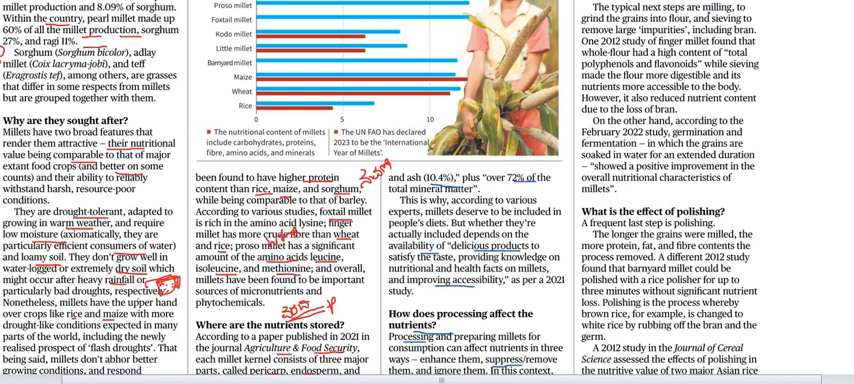 millet production and 8.09% of sorghum.
Within the country, pearl millet made up
60% of all the millet production, sorghum
27%, and ragi 11%.
Sorghum (Sorghum bicolor), adlay
millet (Coix lacryma-jobi), and teff
(Eragrostis tef), among others, are grasses
that differ in some respects from millets
but are grouped together with them.
Why are they sought after?
Millets have two broad features that
render them attractive – their nutritional
value being comparable to that of major
extant food crops (and better on some
counts) and their ability to reliably
withstand harsh, resource-poor
conditions.
They are drought-tolerant, adapted to
growing in warm weather, and require
low moisture (axiomatically, they are
particularly efficient consumers of water)
and loamy soil. They don't grow well in
water-logged or extremely dry soil which
might occur after heavy rainfall or
particularly bad droughts, respectively.
Nonetheless, millets have the upper hand
over crops like rice and maize with more
drought-like conditions expected in many
parts of the world, including the newly
realised prospect of 'flash droughts'. That
being said, millets don't abhor better
growing conditions, and respond
Proso millet
Foxtail millet
Kodo millet
Little millet
Barnyard millet
Maize
Wheat
Rice
0 5 10
The nutritional content of millets
include carbohydrates, proteins,
fibre, amino acids, and minerals
The UN FAO has declared
2023 to be the 'International
Year of Millets'.
been found to have higher protein
content than rice, maize, and sorghum,
while being comparable to that of barley.
According to various studies, foxtail millet
is rich in the amino acid lysine; finger
millet has more crude fibre than wheat
and rice; proso millet has a significant
amount of the amino acids leucine,
isoleucine, and methionine; and overall,
millets have been found to be important
sources of micronutrients and
phytochemicals.
Where are the nutrients stored?
According to a paper published in 2021 in
the journal Agriculture & Food Security,
each millet kernel consists of three major
parts, called pericarp, endosperm, and
and ash (10.4%)," plus "over 72% of the
total mineral matter".
This is why, according to various
experts, millets deserve to be included in
people's diets. But whether they're
actually included depends on the
availability of "delicious products to
satisfy the taste, providing knowledge on
nutritional and health facts on millets,
and improving accessibility," as per a 2021
study.
How does processing affect the
nutrients?
Processing and preparing millets for
consumption can affect nutrients in three
ways – enhance them, suppress/remove
them, and ignore them. In this context,
The typical next steps are milling, to
grind the grains into flour, and sieving to
remove large 'impurities', including bran.
One 2012 study of finger millet found that
whole-flour had a high content of "total
polyphenols and flavonoids" while sieving
made the flour more digestible and its
nutrients more accessible to the body.
However, it also reduced nutrient content
due to the loss of bran.
On the other hand, according to the
February 2022 study, germination and
fermentation – in which the grains are
soaked in water for an extended duration
– "showed a positive improvement in the
overall nutritional characteristics of
millets".
What is the effect of polishing?
A frequent last step is polishing.
The longer the grains were milled, the
more protein, fat, and fibre contents the
process removed. A different 2012 study
found that barnyard millet could be
polished with a rice polisher for up to
three minutes without significant nutrient
loss. Polishing is the process whereby
brown rice, for example, is changed to
white rice by rubbing off the bran and the
germ.
A 2012 study in the Journal of Cereal
Science assessed the effects of polishing in
the nutritive value of two major Asian rice